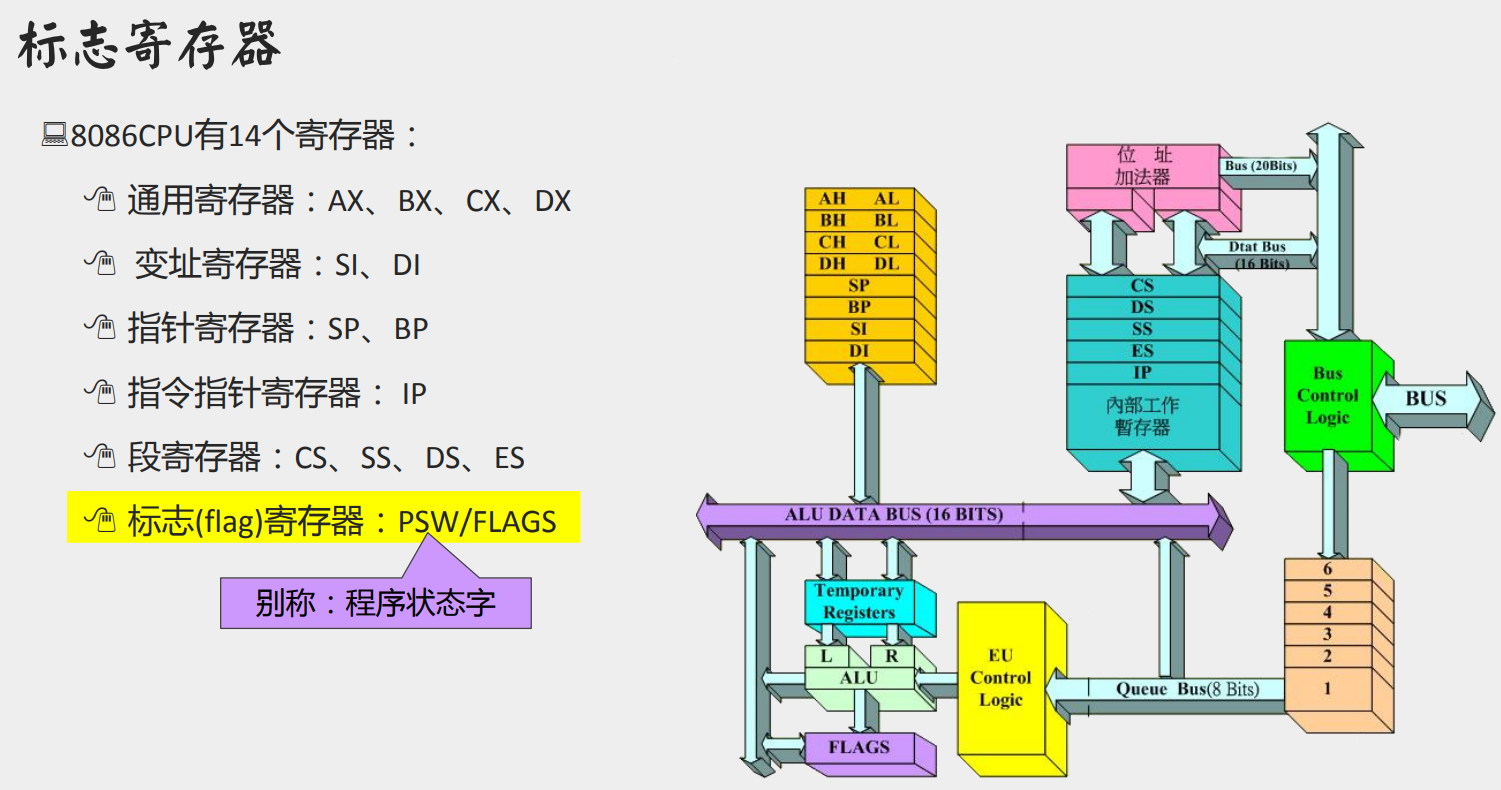 标志寄存器
8086CPU有14个寄存器：
通用寄存器：AX、BX、CX、DX
变址寄存器：SI、DI
指针寄存器：SP、BP
指令指针寄存器： IP
段寄存器：CS、SS、DS、ES
标志(flag)寄存器：PSW/FLAGS
别称：程序状态字
AH AL
BH BL
CH CL
DH DL
SP
BP
SI
DI
位 址
加法器
Bus (20Bits)
Dtat Bus
(16 Bits)
CS
DS
SS
ES
IP
內部工作
暫存器
Bus
Control
Logic
BUS
ALU DATA BUS (16 BITS)
Temporary
Registers
L R
ALU
FLAGS
EU
Control
Logic
Queue Bus(8 Bits)
6
5
4
3
2
1